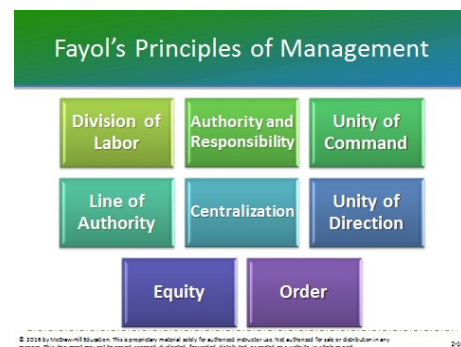 Fayol's Principles of Management
Division of
Labor
Authority and
Responsibility
Unity of
Command
Line of
Authority
Centralization
Unity of
Direction
Equity
Order
© 2016 by McGraw-Hill Education. This is proprietary material solely for authorized instructor use. Not authorized for sale or distribution in any